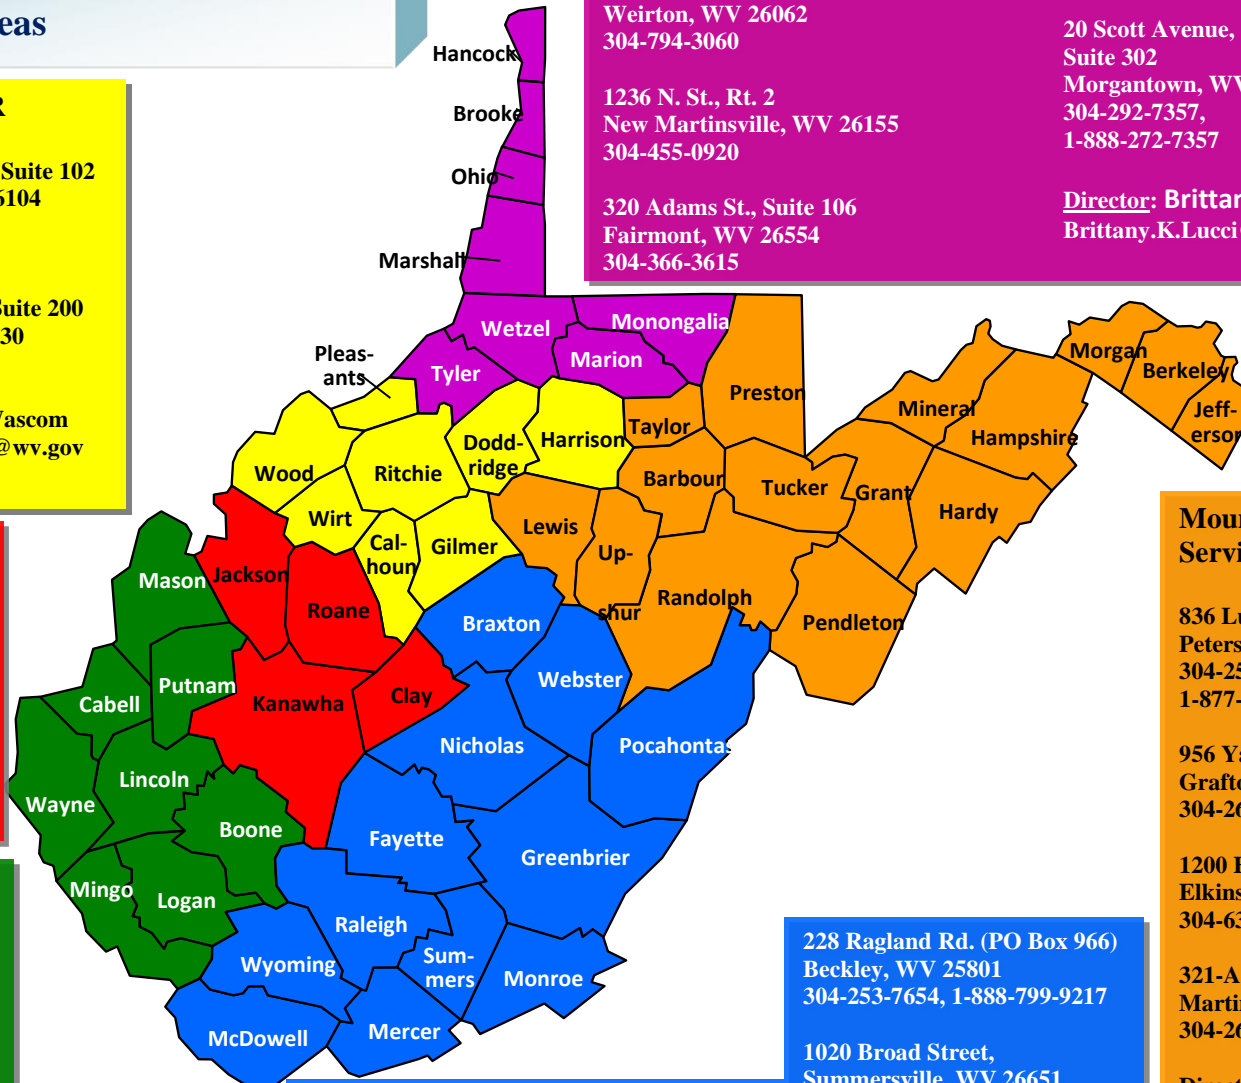 eas
R
Suite 102
6104
Suite 200
30
Vascom
@wv.gov
Weirton, WV 26062
304-794-3060
1236 N. St., Rt. 2
New Martinsville, WV 26155
304-455-0920
320 Adams St., Suite 106
Fairmont, WV 26554
304-366-3615
20 Scott Avenue,
Suite 302
Morgantown, WV
304-292-7357,
1-888-272-7357
Director: Brittan
Brittany.K.Lucci
Hancock
Brooke
Ohio
Marshall
Wetzel
Monongalia
Marion
Tyler
Pleas-
ants
Preston
Morgan
Berkeley
Jeff-
erson
Mineral
Hampshire
Taylor
Harrison
Dodd-
ridge
Ritchie
Wood
Barbour
Tucker
Grant
Hardy
Wirt
Cal-
houn
Gilmer
Lewis
Up-
shur
Randolph
Pendleton
Mason
Jackson
Roane
Braxton
Webster
Putnam
Cabell
Kanawha
Clay
Nicholas
Pocahontas
Lincoln
Wayne
Boone
Fayette
Greenbrier
Mingo
Logan
Raleigh
Wyoming
Sum-
mers
Monroe
McDowell
Mercer
228 Ragland Rd. (PO Box 966)
Beckley, WV 25801
304-253-7654, 1-888-799-9217
1020 Broad Street,
Summersville, WV 26651
Moun
Servi
836 Lu
Peters
304-25
1-877-
956 Ya
Grafto
304-26
1200 H
Elkins
304-63
321-A
Martin
304-26
Direct